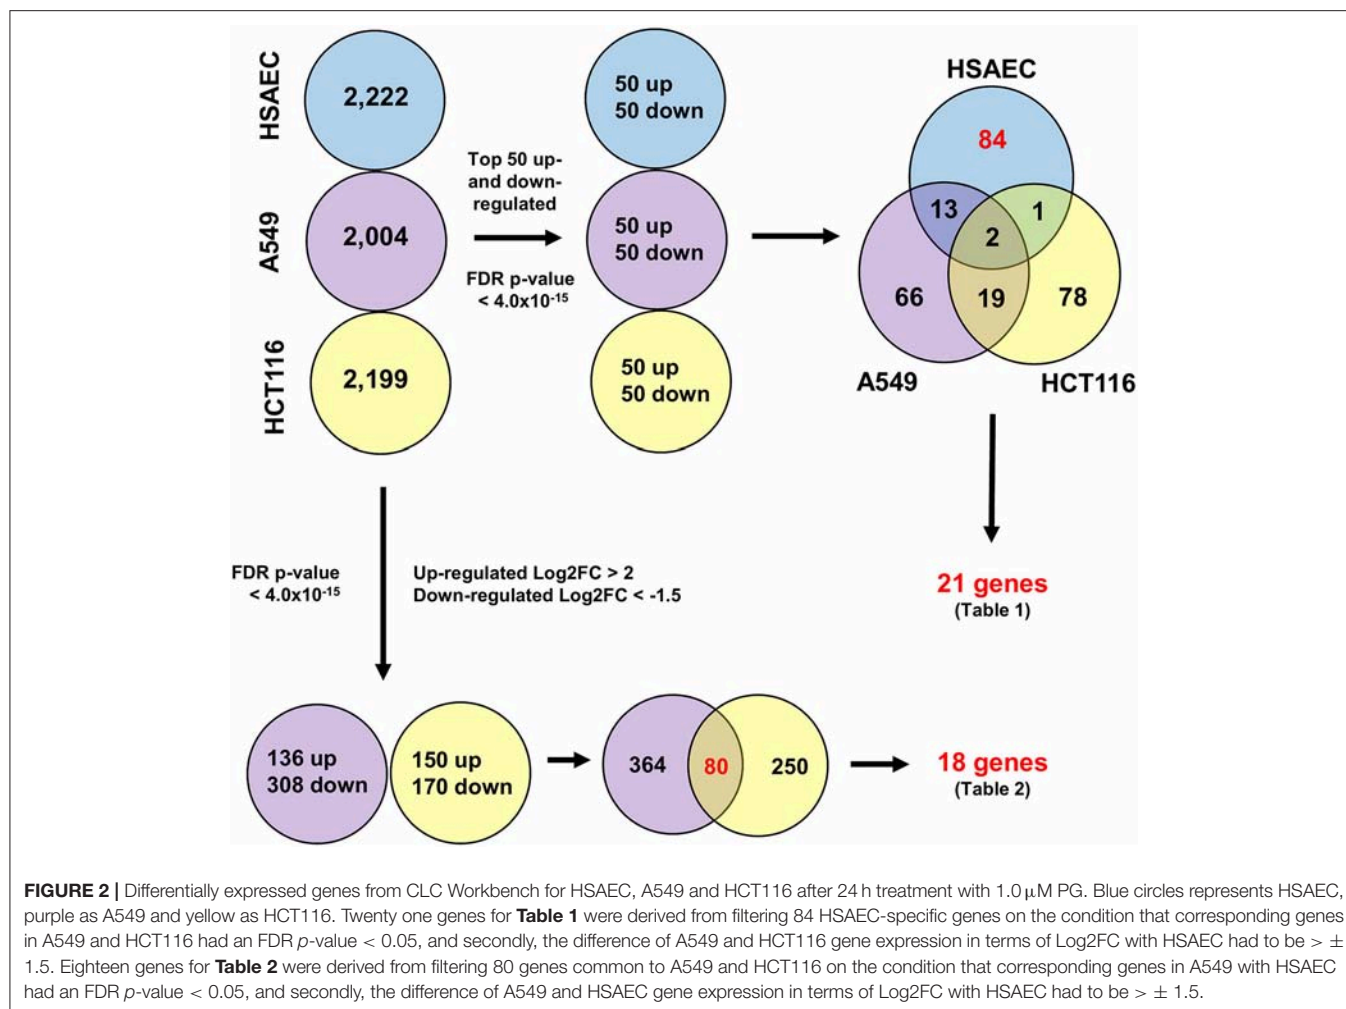 HSAEC
2,222
A549
2,004
HCT116
2,199
Top 50 up-
and down-
regulated
FDR p-value
< 4.0x10-15
50 up
50 down
50 up
50 down
50 up
50 down
HSAEC
84
13
1
2
66
19
78
A549
HCT116
21 genes
(Table 1)
FDR p-value
< 4.0x10-15
Up-regulated Log2FC > 2
Down-regulated Log2FC < -1.5
136 up
308 down
150 up
170 down
364
80
250
18 genes
(Table 2)
FIGURE 2 | Differentially expressed genes from CLC Workbench for HSAEC, A549 and HCT116 after 24 h treatment with 1.0 μM PG. Blue circles represents HSAEC,
purple as A549 and yellow as HCT116. Twenty one genes for Table 1 were derived from filtering 84 HSAEC-specific genes on the condition that corresponding genes
in A549 and HCT116 had an FDR p-value < 0.05, and secondly, the difference of A549 and HCT116 gene expression in terms of Log2FC with HSAEC had to be > ±
1.5. Eighteen genes for Table 2 were derived from filtering 80 genes common to A549 and HCT116 on the condition that corresponding genes in A549 with HSAEC
had an FDR p-value < 0.05, and secondly, the difference of A549 and HSAEC gene expression in terms of Log2FC with HSAEC had to be > ± 1.5.